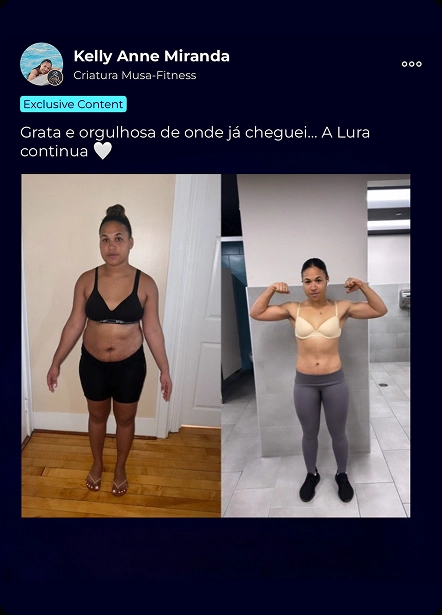 Kelly Anne Miranda
Criatura Musa-Fitness
Exclusive Content
Grata e orgulhosa de onde já cheguei... A Lura
continua 🤍